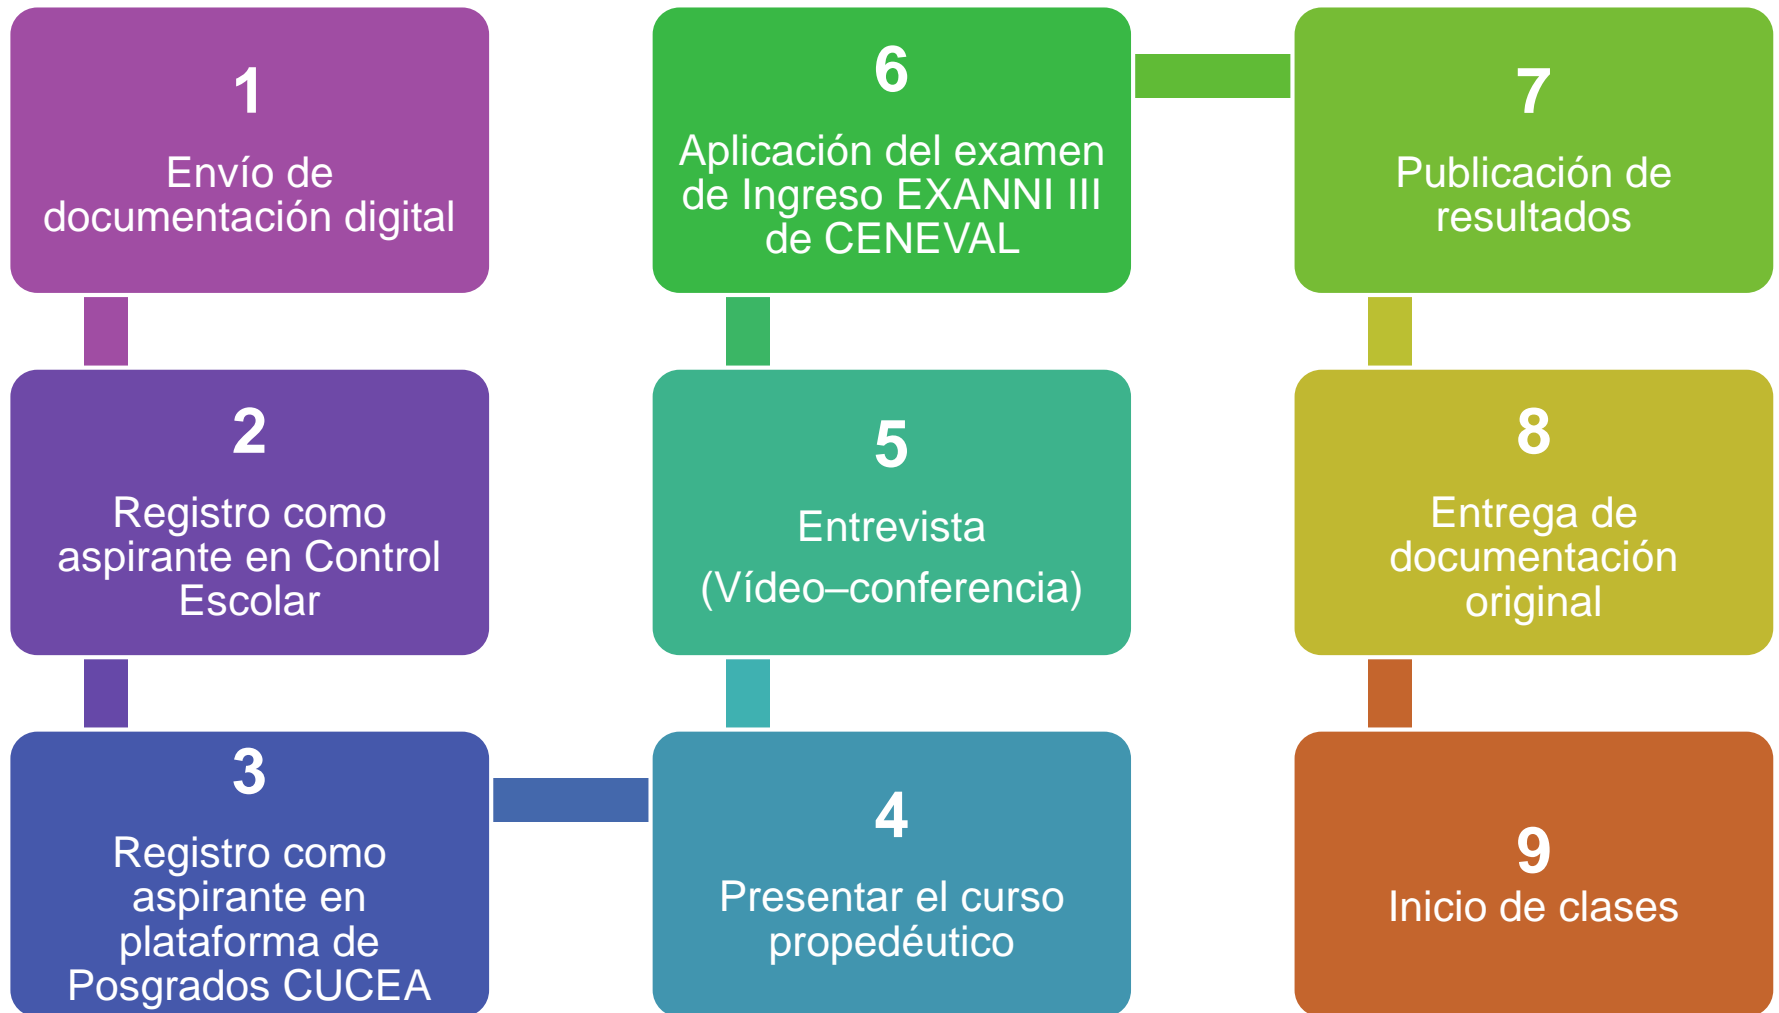 1
Envío de
documentación digital
2
Registro como
aspirante en Control
Escolar
3
Registro como
aspirante en
plataforma de
Posgrados CUCEA
4
Presentar el curso
propedéutico
5
Entrevista
(Vídeo–conferencia)
6
Aplicación del examen
de Ingreso EXANNI III
de CENEVAL
7
Publicación de
resultados
8
Entrega de
documentación
original
9
Inicio de clases